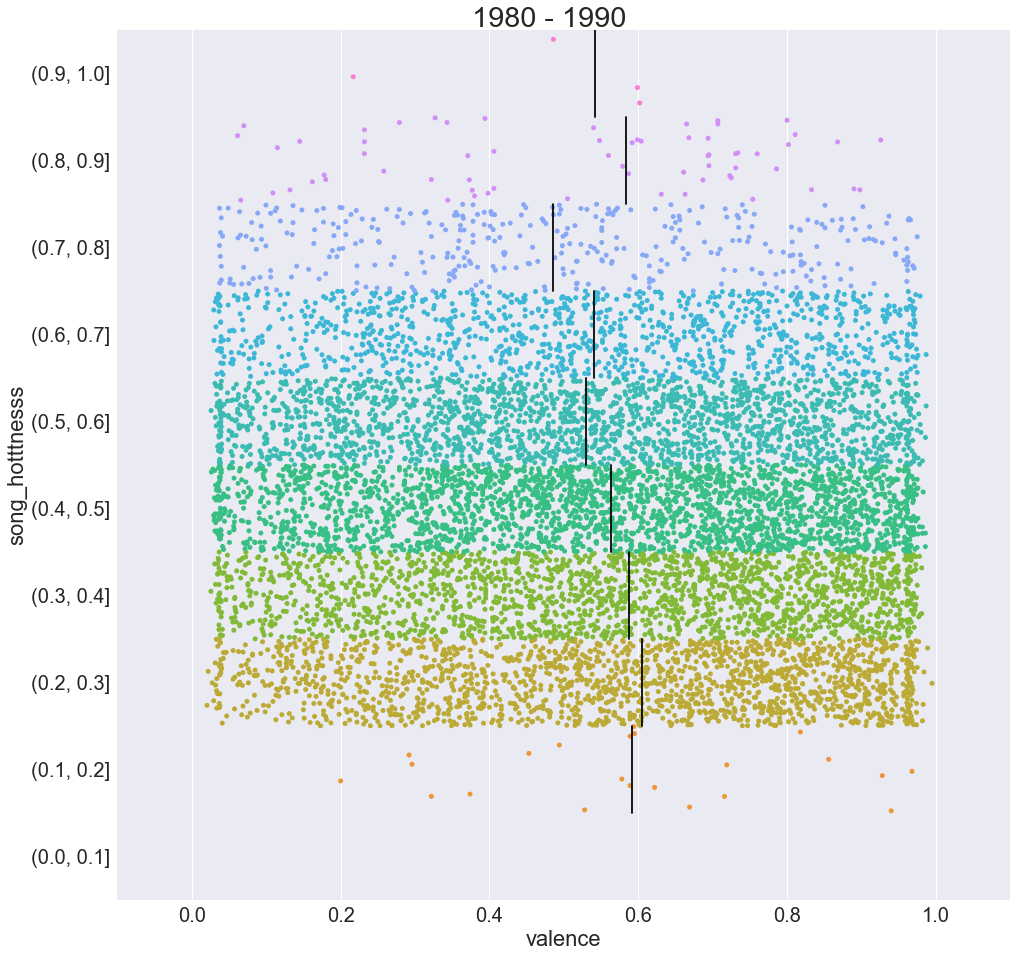 1980 - 1990
(0.9, 1.0]
(0.8, 0.9]
(0.7, 0.8]
(0.6, 0.7]
(0.5, 0.6]
(0.4, 0.5]
(0.3, 0.4]
(0.2, 0.3]
(0.1, 0.2]
(0.0, 0.1]
song_hotttnesss
0.0 0.2 0.4 0.6 0.8 1.0
valence